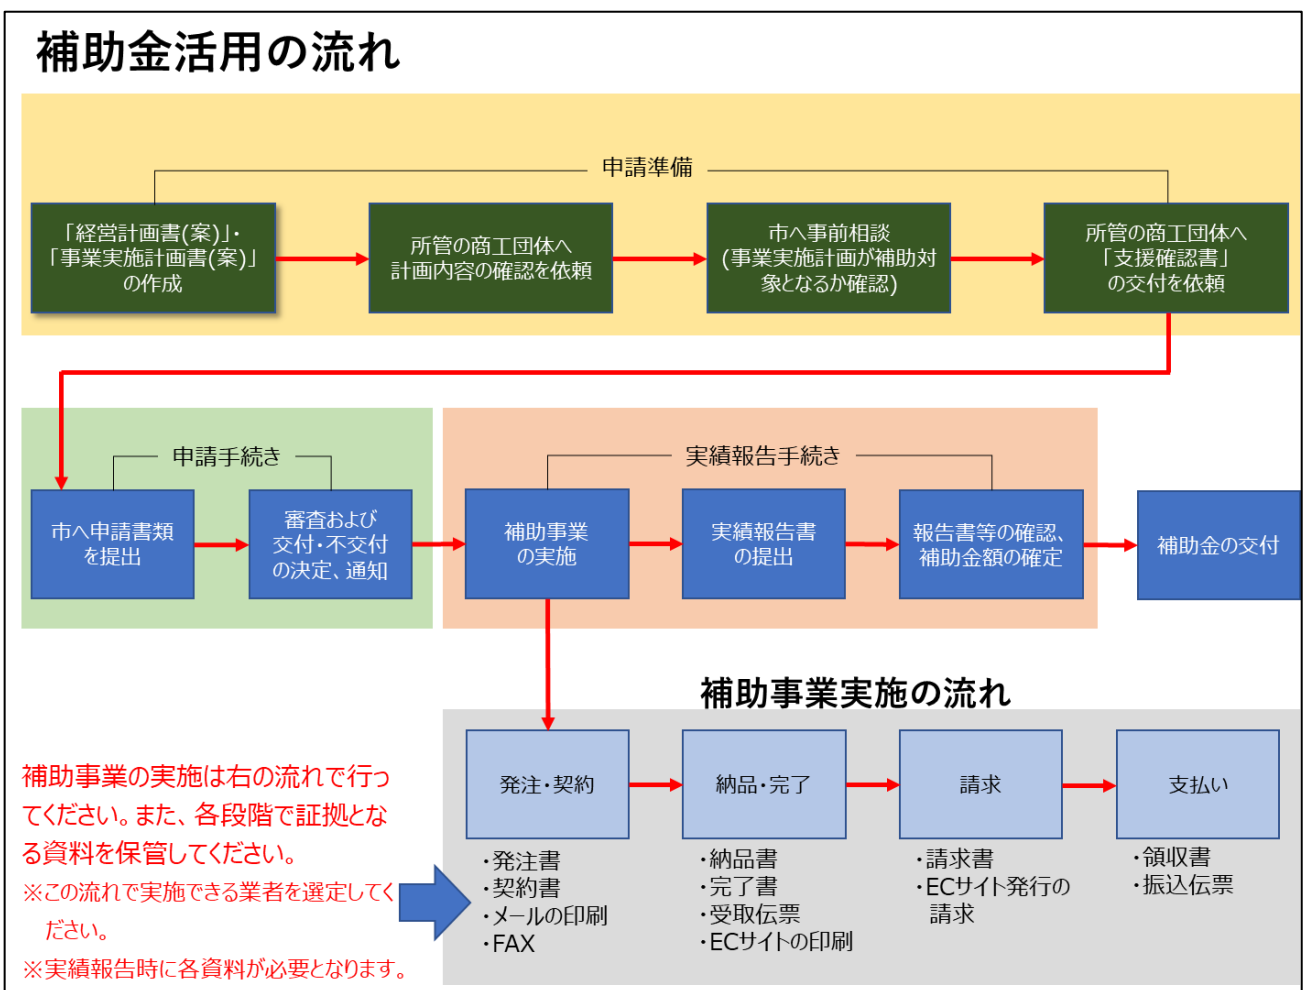 補助金活用の流れ
申請準備
「経営計画書(案)」・
「事業実施計画書(案)」
の作成
所管の商工団体へ
計画内容の確認を依頼
市へ事前相談
(事業実施計画が補助対
象となるか確認)
所管の商工団体へ
「支援確認書」
の交付を依頼
申請手続き
市へ申請書類
を提出
審査および
交付・不交付
の決定、通知
実績報告手続き
補助事業
の実施
実績報告書
の提出
報告書等の確認、
補助金額の確定
補助金の交付
補助事業実施の流れ
補助事業の実施は右の流れで行っ
てください。また、各段階で証拠とな
る資料を保管してください。
※この流れで実施できる業者を選定してく
ださい。
※実績報告時に各資料が必要となります。
発注・契約
・発注書
・契約書
・メールの印刷
・FAX
納品・完了
・納品書
・完了書
・受取伝票
・ECサイトの印刷
請求
・請求書
・ECサイト発行の
請求
支払い
・領収書
・振込伝票